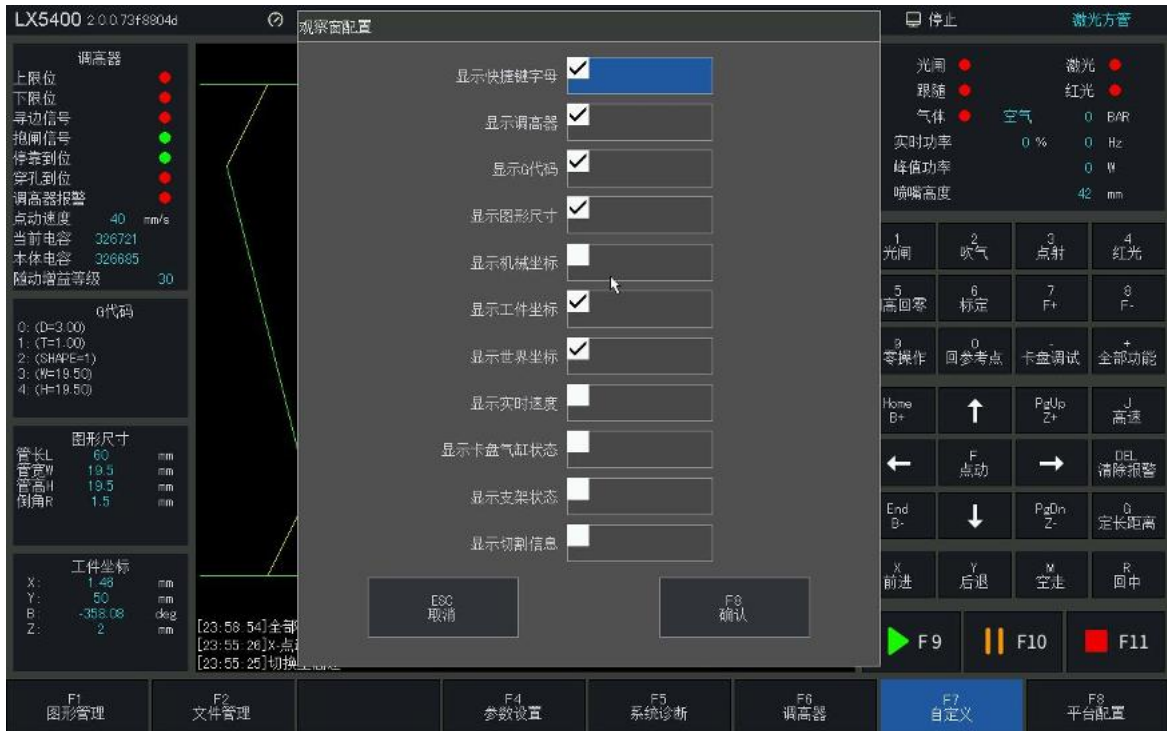 LX5400 2.0.0.73f8904d
停止
激光方管
调高器
上限位
下限位
寻边信号
抱闸信号
停靠到位
穿孔到位
调高器报警
点动速度 40 mm/s
当前电容 326721
本体电容 326685
随动增益等级 30
G代码
0: (D=3.00)
1: (T=1.00)
2: (SHAPE=1)
3: (W=19.50)
4: (H=19.50)
图形尺寸
管长L 60 mm
管宽W 19.5 mm
管高H 19.5 mm
倒角R 1.5 mm
工件坐标
X: 1.46 mm
Y: 50 mm
B: -358.08 deg
Z: 2 mm
观察窗配置
显示快捷键字母
显示调高器
显示G代码
显示图形尺寸
显示机械坐标
显示工件坐标
显示世界坐标
显示实时速度
显示卡盘气缸状态
显示支架状态
显示切割信息
ESC
取消
F8
确认
[23:58:54]全部
[23:55:26]X-点
[23:55:25]切换
光闸 激光
跟随 红光
气体 空气 0 BAR
实时功率 0 % 0 Hz
峰值功率 0 W
喷嘴高度 42 mm
1 2 3 4
光闸 吹气 点射 红光
5 6 7 8
高回零 标定 F+ F-
9 0 - +
零操作 回参考点 卡盘调试 全部功能
Home PgUp J
B+ Z+ 高速
F DEL
点动 清除报警
End PgDn G
B- Z- 定长距离
X Y M R
前进 后退 空走 回中
F9 F10 F11
F1 F2 F4 F5 F6 F7 F8
图形管理 文件管理 参数设置 系统诊断 调高器 自定义 平台配置